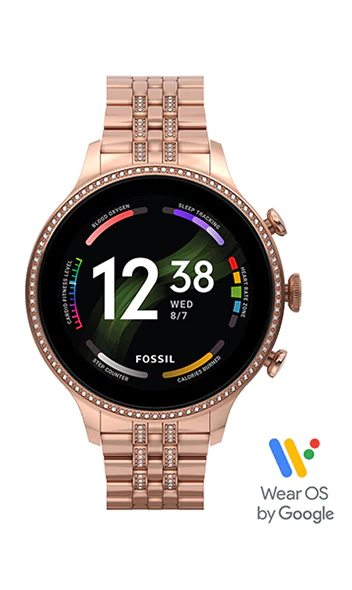 BLOOD OXYGEN
SLEEP TRACKING
CARDIO FITNESS LEVEL
HEART RATE ZONE
12 38
WED
8/7
FOSSIL
STEP COUNTER
CALORIES BURNED
Wear OS
by Google